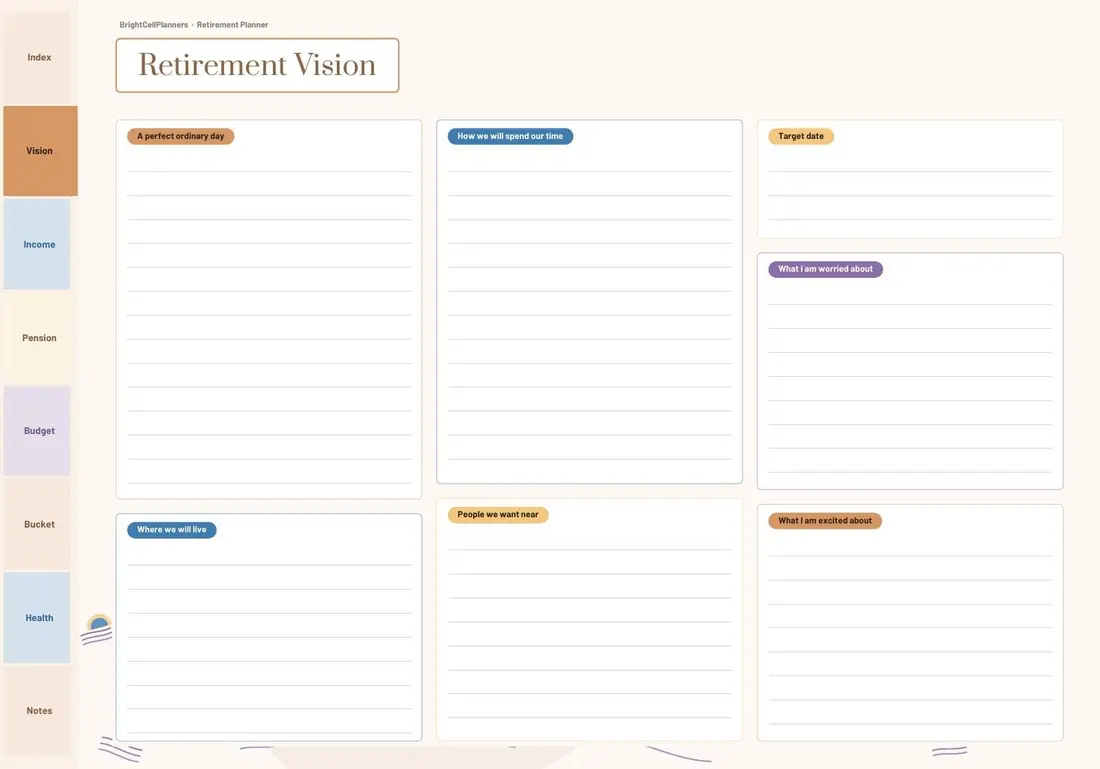 BrightCellPlanners · Retirement Planner
Retirement Vision
Index
Vision
Income
Pension
Budget
Bucket
Health
Notes
A perfect ordinary day
Where we will live
How we will spend our time
People we want near
Target date
What I am worried about
What I am excited about